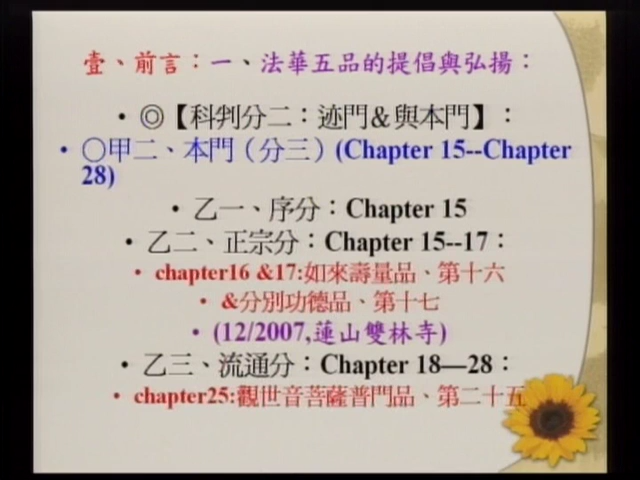 壹、前言：一、法華五品的提倡與弘揚：
• ◎【科判分二：迹門&與本門】：
• ○甲二、本門（分三）(Chapter 15--Chapter
28)
• 乙一、序分：Chapter 15
• 乙二、正宗分：Chapter 15--17：
• chapter16 &17:如來壽量品、第十六
• &分別功德品、第十七
• (12/2007,蓮山雙林寺)
• 乙三、流通分：Chapter 18—28：
• chapter25:觀世音菩薩普門品、第二十五